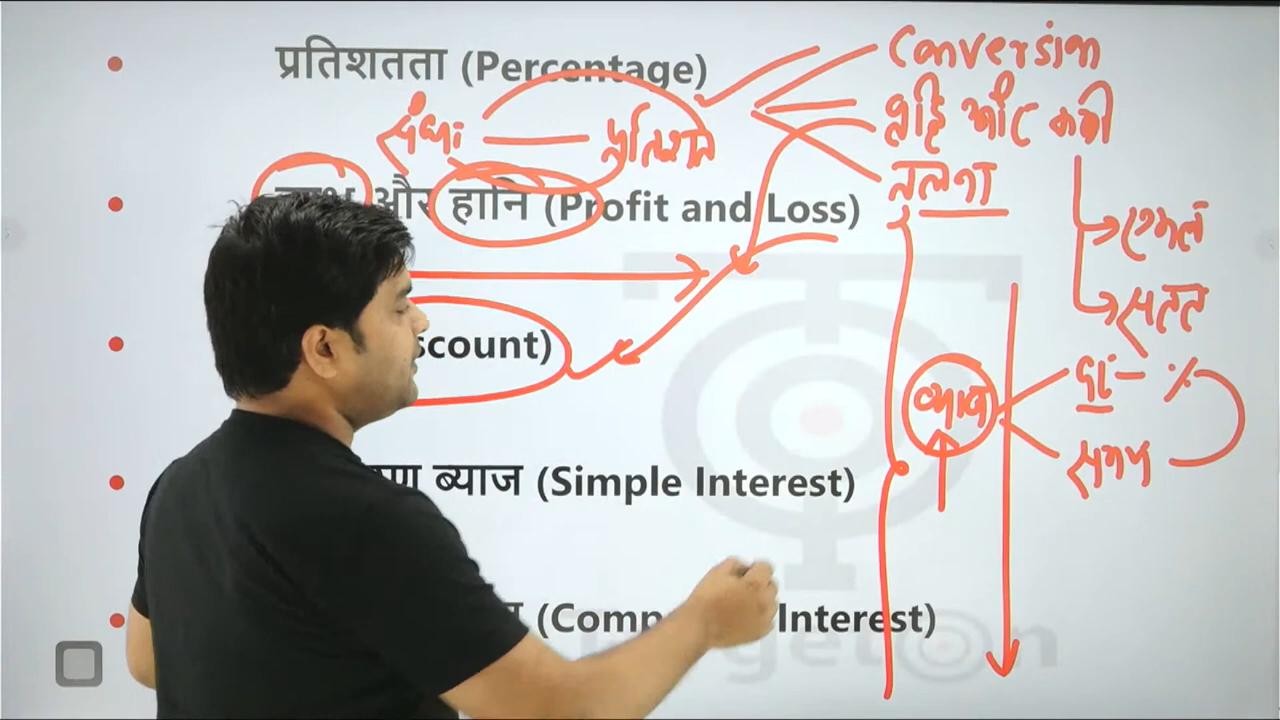 प्रतिशतता (Percentage)
Conversion
वृद्धि और कमी
संख्या — प्रतिशत
तुलना
और हानि (Profit and Loss)
सतत
scount)
ब्याज
दर — %
समय
ण ब्याज (Simple Interest)
(Comp Interest)